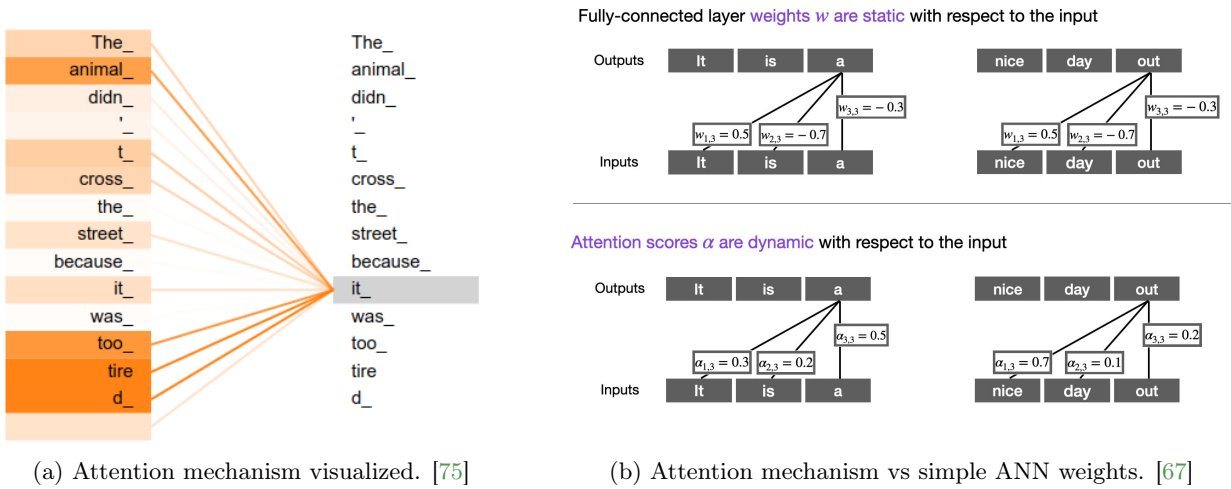 The_ The_
animal_ animal_
didn_ didn_
'_ '_
t_ t_
cross_ cross_
the_ the_
street_ street_
because_ because_
it_ it_
was_ was_
too_ too_
tire tire
d_ d_
(a) Attention mechanism visualized. [75]
Fully-connected layer weights w are static with respect to the input
Outputs It is a nice day out
w₃,₃ = − 0.3 w₃,₃ = − 0.3
w₁,₃ = 0.5 w₂,₃ = − 0.7 w₁,₃ = 0.5 w₂,₃ = − 0.7
Inputs It is a nice day out
Attention scores α are dynamic with respect to the input
Outputs It is a nice day out
α₃,₃ = 0.5 α₃,₃ = 0.2
α₁,₃ = 0.3 α₂,₃ = 0.2 α₁,₃ = 0.7 α₂,₃ = 0.1
Inputs It is a nice day out
(b) Attention mechanism vs simple ANN weights. [67]